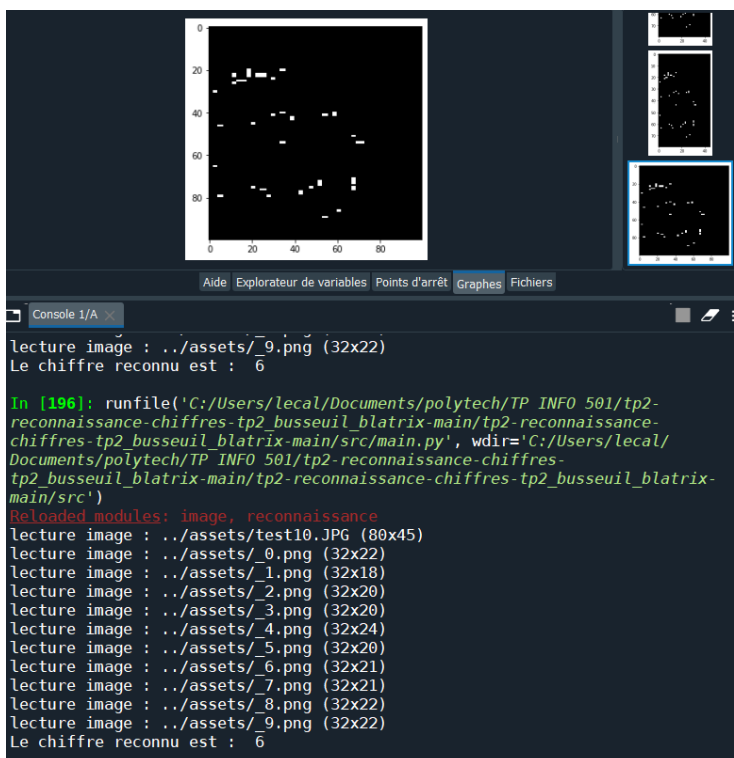 0
20
40
60
80
0 20 40 60 80
Aide Explorateur de variables Points d'arrêt Graphes Fichiers
Console 1/A
lecture image : ../assets/_9.png (32x22)
Le chiffre reconnu est : 6
In [196]: runfile('C:/Users/lecal/Documents/polytech/TP INFO 501/tp2-
reconnaissance-chiffres-tp2_busseuil_blatrix-main/tp2-reconnaissance-
chiffres-tp2_busseuil_blatrix-main/src/main.py', wdir='C:/Users/lecal/
Documents/polytech/TP INFO 501/tp2-reconnaissance-chiffres-
tp2_busseuil_blatrix-main/tp2-reconnaissance-chiffres-tp2_busseuil_blatrix-
main/src')
Reloaded modules: image, reconnaissance
lecture image : ../assets/test10.JPG (80x45)
lecture image : ../assets/_0.png (32x22)
lecture image : ../assets/_1.png (32x18)
lecture image : ../assets/_2.png (32x20)
lecture image : ../assets/_3.png (32x20)
lecture image : ../assets/_4.png (32x24)
lecture image : ../assets/_5.png (32x20)
lecture image : ../assets/_6.png (32x21)
lecture image : ../assets/_7.png (32x21)
lecture image : ../assets/_8.png (32x22)
lecture image : ../assets/_9.png (32x22)
Le chiffre reconnu est : 6